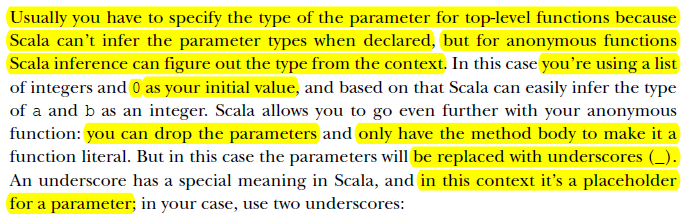 Usually you have to specify the type of the parameter for top-level functions because
Scala can’t infer the parameter types when declared, but for anonymous functions
Scala inference can figure out the type from the context. In this case you’re using a list
of integers and 0 as your initial value, and based on that Scala can easily infer the type
of a and b as an integer. Scala allows you to go even further with your anonymous
function: you can drop the parameters and only have the method body to make it a
function literal. But in this case the parameters will be replaced with underscores (_).
An underscore has a special meaning in Scala, and in this context it’s a placeholder
for a parameter; in your case, use two underscores: